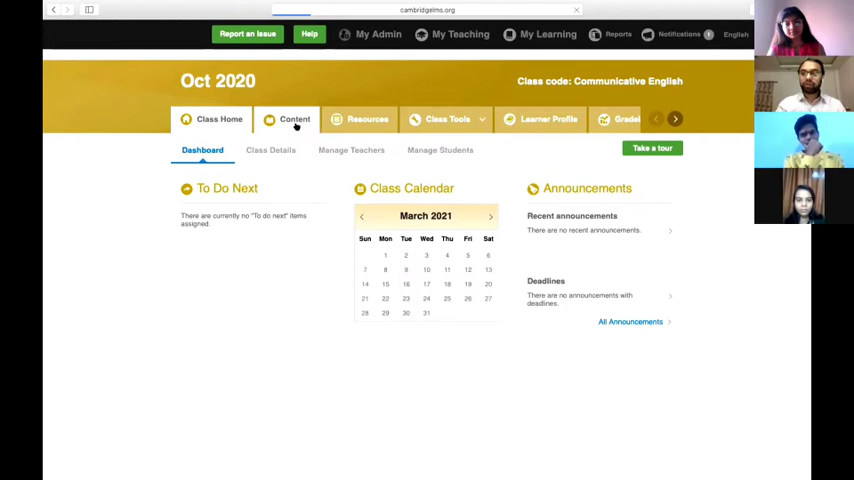 cambridgelms.org
Report an Issue
Help
My Admin
My Teaching
My Learning
Reports
Notifications
English
Oct 2020
Class code: Communicative English
Class Home
Content
Resources
Class Tools
Learner Profile
Grade
Dashboard
Class Details
Manage Teachers
Manage Students
Take a tour
To Do Next
There are currently no "To do next" items
assigned.
Class Calendar
March 2021
Sun Mon Tue Wed Thu Fri Sat
1 2 3 4 5 6
7 8 9 10 11 12 13
14 15 16 17 18 19 20
21 22 23 24 25 26 27
28 29 30 31
Announcements
Recent announcements
There are no recent announcements.
Deadlines
There are no announcements with
deadlines.
All Announcements